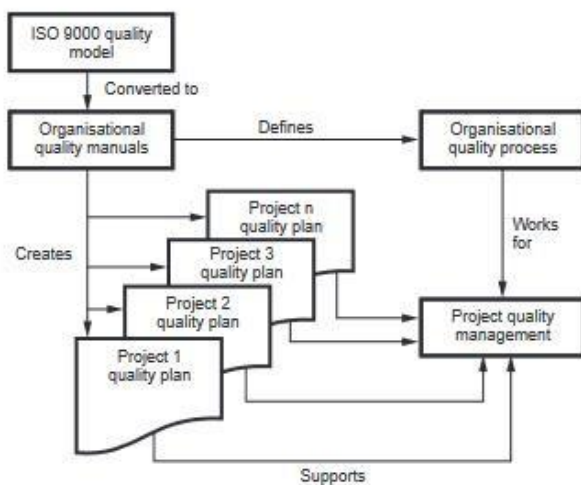 ISO 9000 quality
model
Converted to
Organisational
quality manuals
Defines
Organisational
quality process
Project n
quality plan
Works
for
Creates
Project 3
quality plan
Project 2
quality plan
Project quality
management
Project 1
quality plan
Supports